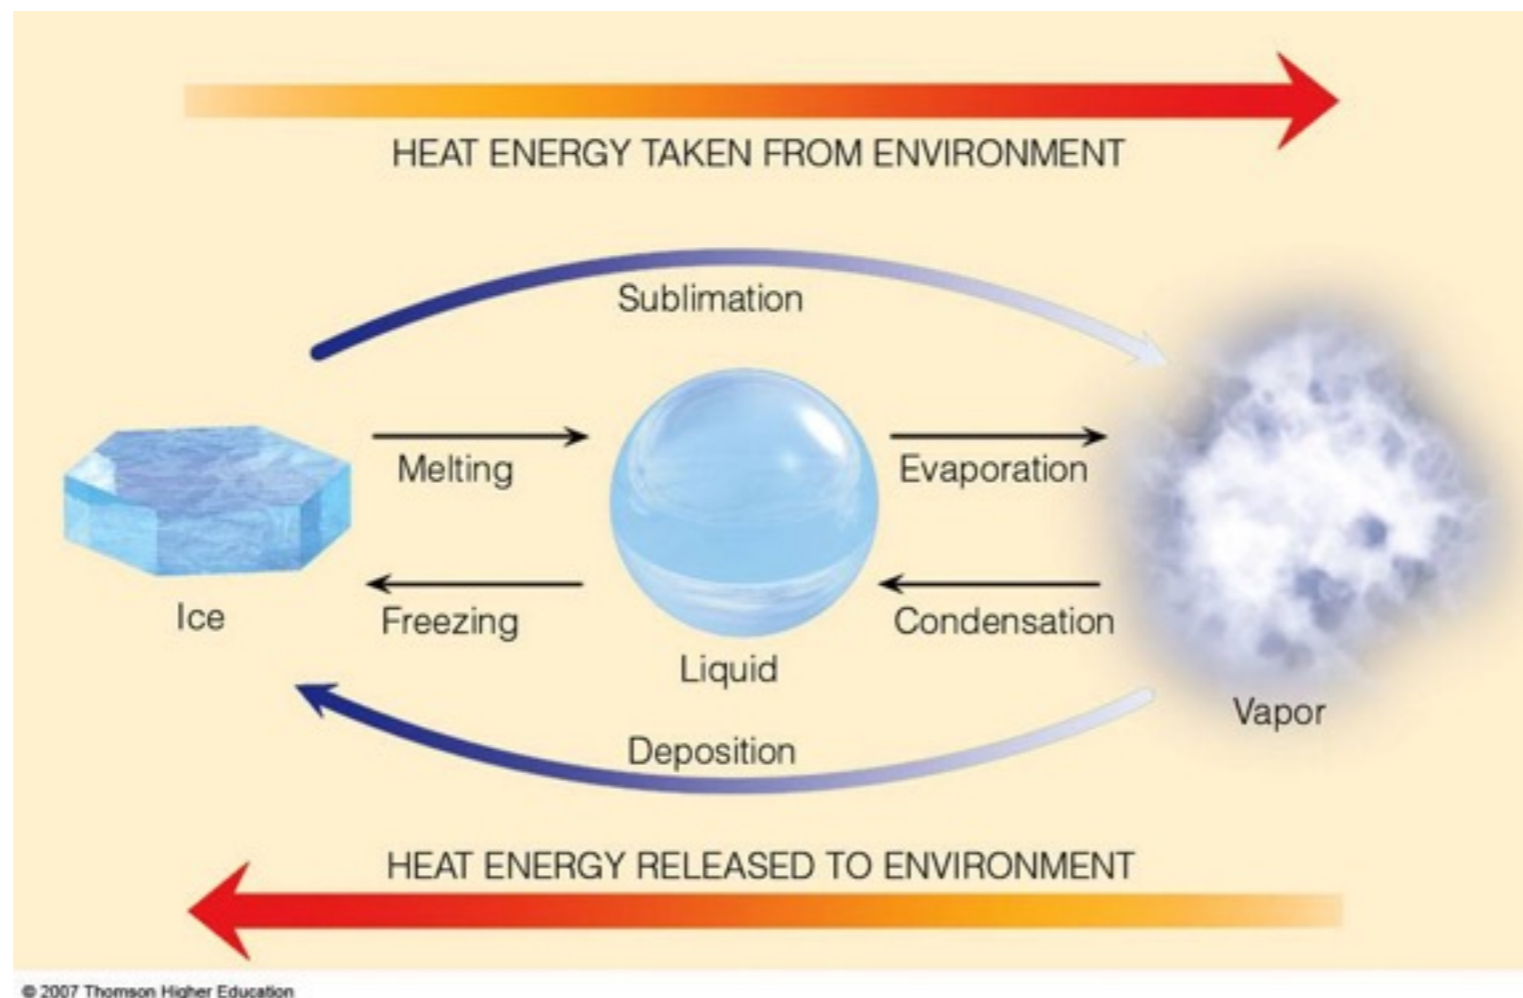 HEAT ENERGY TAKEN FROM ENVIRONMENT
Sublimation
Melting
Evaporation
Ice
Freezing
Condensation
Liquid
Vapor
Deposition
HEAT ENERGY RELEASED TO ENVIRONMENT
© 2007 Thomson Higher Education